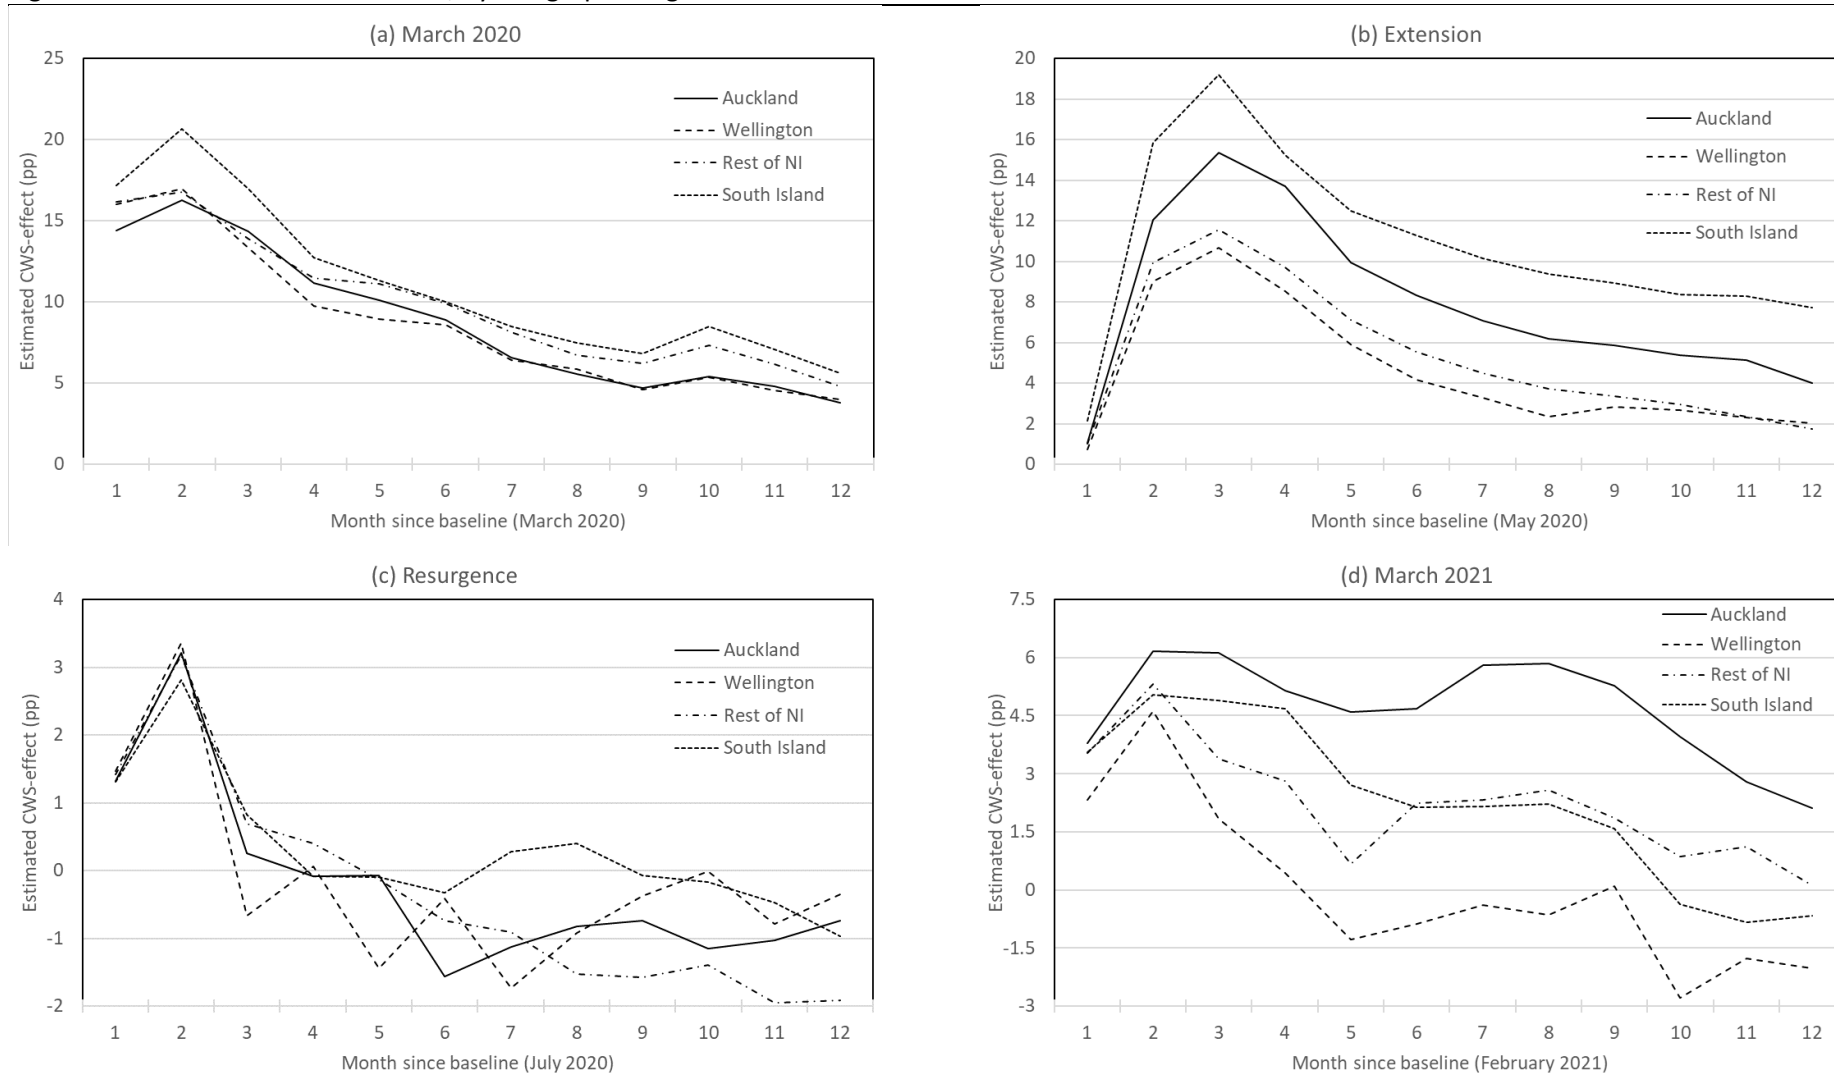 (a) March 2020
25
20
15
10
5
0
Estimated CWS-effect (pp)
Auckland
Wellington
Rest of NI
South Island
1 2 3 4 5 6 7 8 9 10 11 12
Month since baseline (March 2020)
(b) Extension
20
18
16
14
12
10
8
6
4
2
0
Estimated CWS-effect (pp)
Auckland
Wellington
Rest of NI
South Island
1 2 3 4 5 6 7 8 9 10 11 12
Month since baseline (May 2020)
(c) Resurgence
4
3
2
1
0
-1
-2
Estimated CWS-effect (pp)
Auckland
Wellington
Rest of NI
South Island
1 2 3 4 5 6 7 8 9 10 11 12
Month since baseline (July 2020)
(d) March 2021
7.5
6
4.5
3
1.5
0
-1.5
-3
Estimated CWS-effect (pp)
Auckland
Wellington
Rest of NI
South Island
1 2 3 4 5 6 7 8 9 10 11 12
Month since baseline (February 2021)